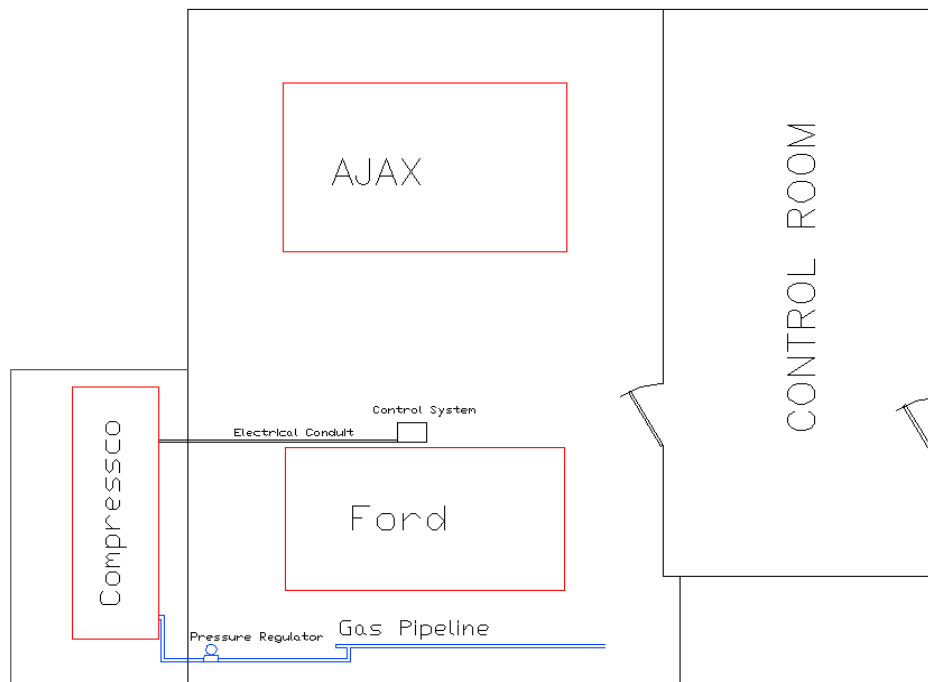 AJAX
CONTROL ROOM
Control System
Electrical Conduit
Compressco
Ford
Gas Pipeline
Pressure Regulator